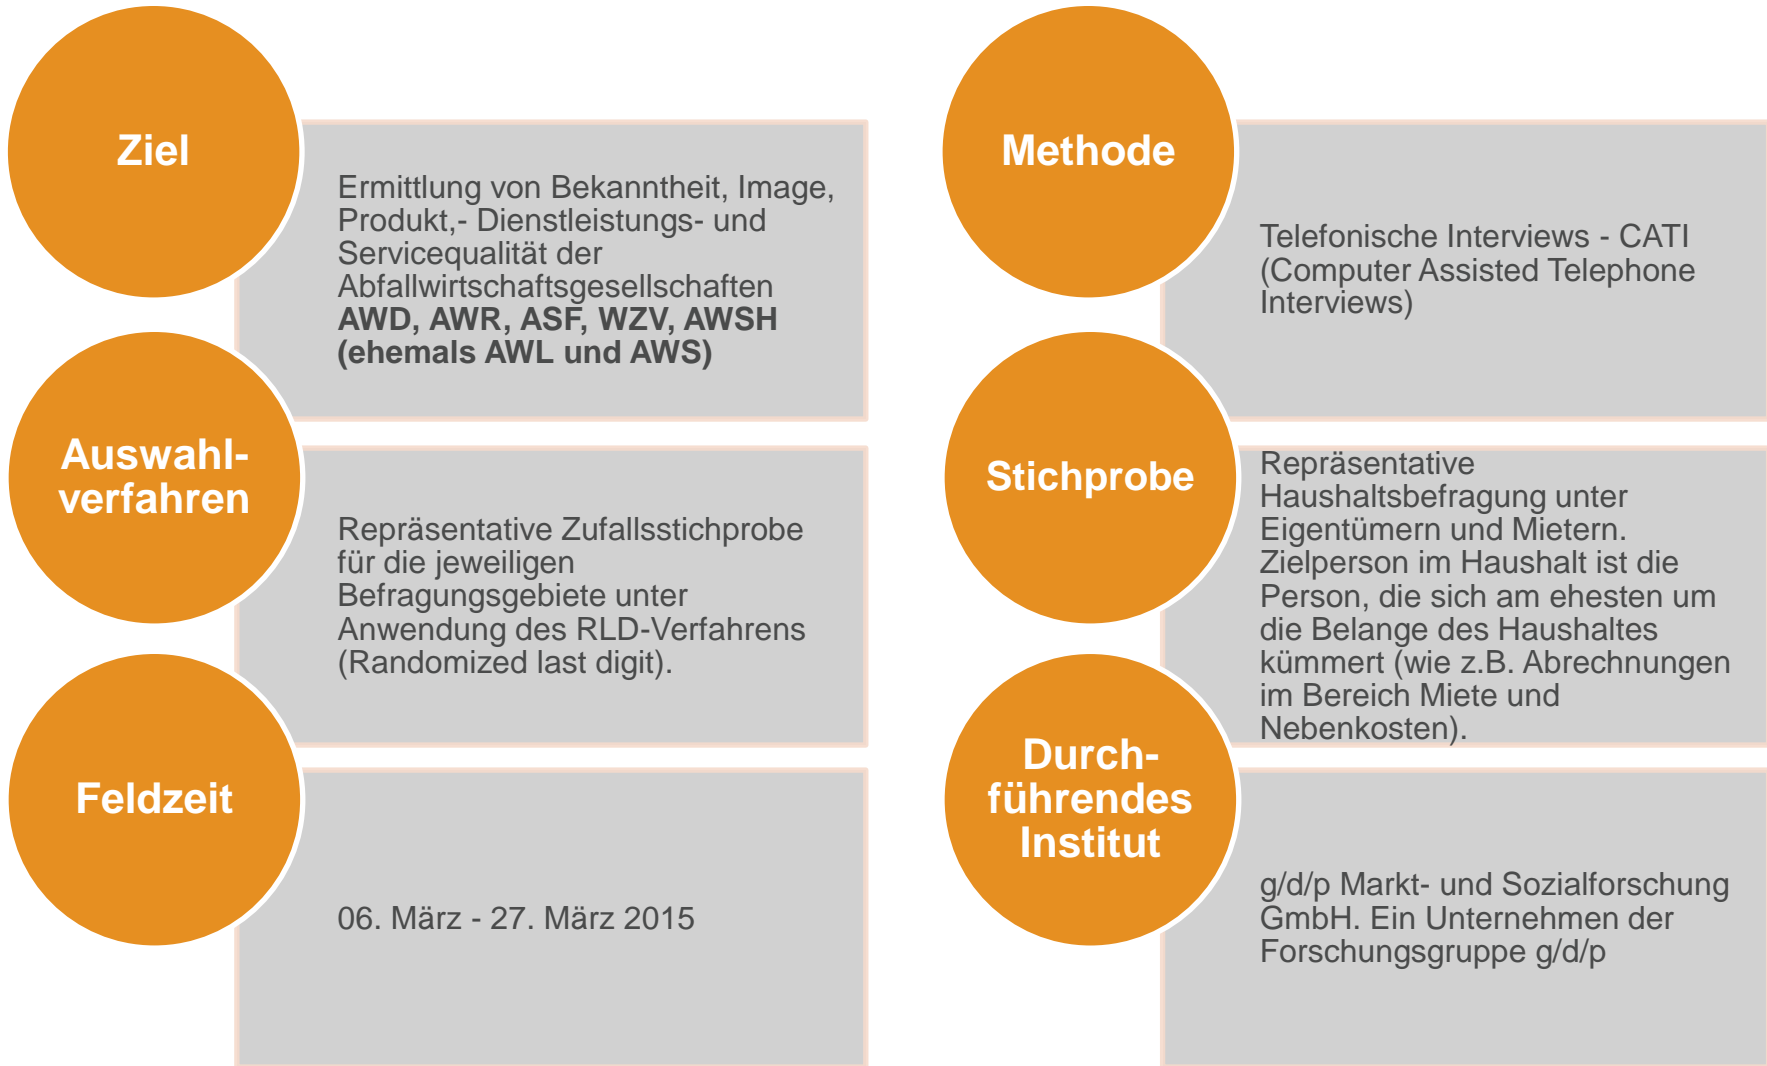 Ziel
Ermittlung von Bekanntheit, Image,
Produkt,- Dienstleistungs- und
Servicequalität der
Abfallwirtschaftsgesellschaften
AWD, AWR, ASF, WZV, AWSH
(ehemals AWL und AWS)
Auswahl-
verfahren
Repräsentative Zufallsstichprobe
für die jeweiligen
Befragungsgebiete unter
Anwendung des RLD-Verfahrens
(Randomized last digit).
Feldzeit
06. März - 27. März 2015
Methode
Telefonische Interviews - CATI
(Computer Assisted Telephone
Interviews)
Stichprobe
Repräsentative
Haushaltsbefragung unter
Eigentümern und Mietern.
Zielperson im Haushalt ist die
Person, die sich am ehesten um
die Belange des Haushaltes
kümmert (wie z.B. Abrechnungen
im Bereich Miete und
Nebenkosten).
Durch-
führendes
Institut
g/d/p Markt- und Sozialforschung
GmbH. Ein Unternehmen der
Forschungsgruppe g/d/p